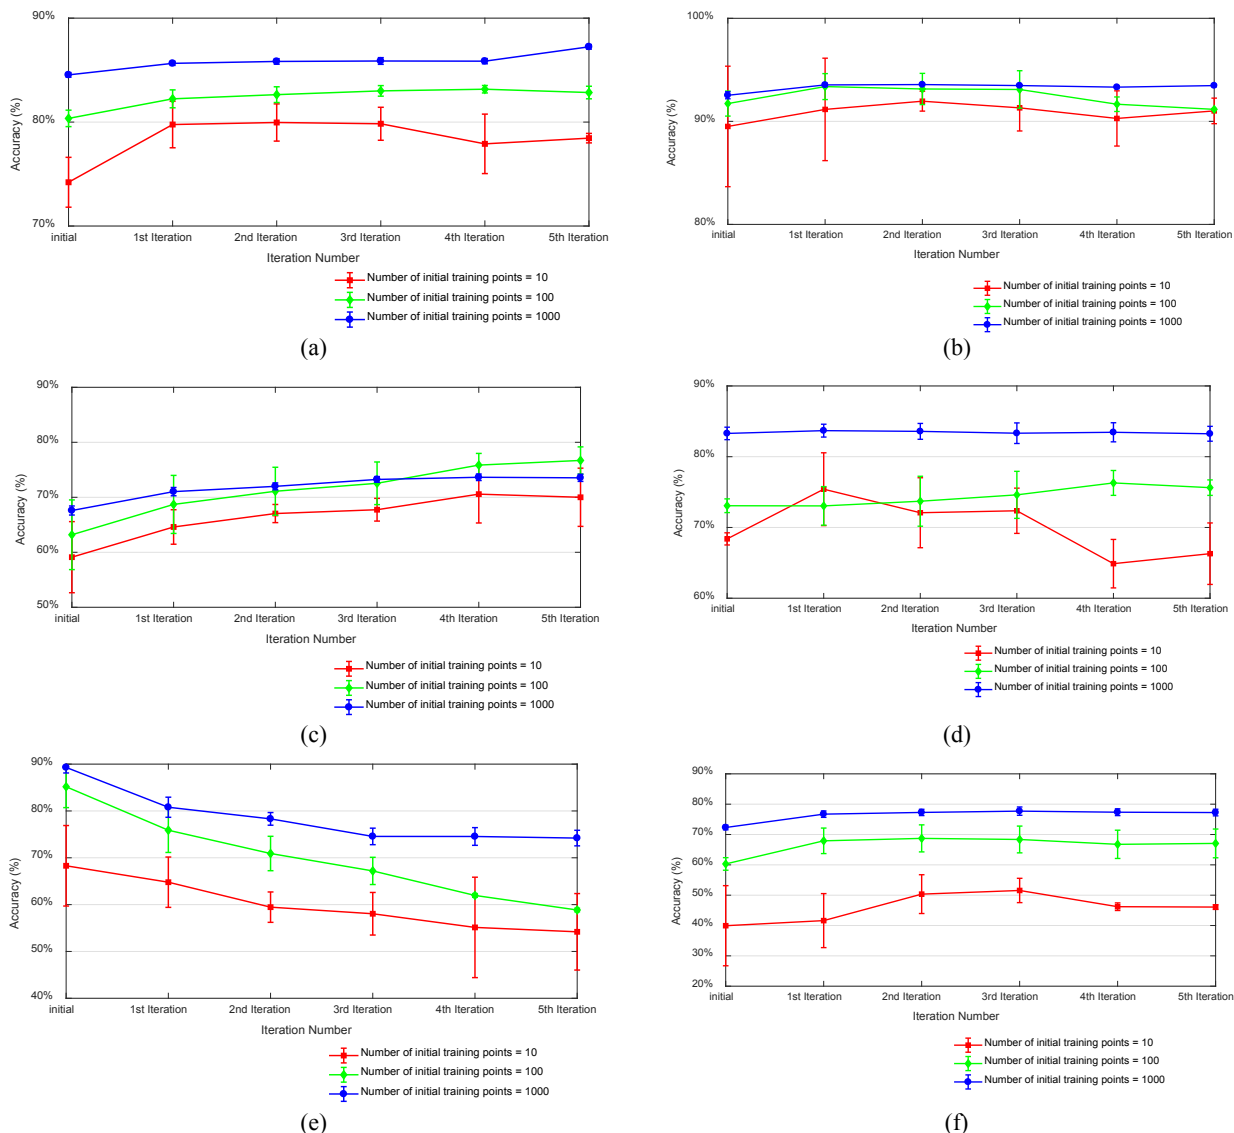 90%
80%
70%
Accuracy (%)
initial 1st Iteration 2nd Iteration 3rd Iteration 4th Iteration 5th Iteration
Iteration Number
Number of initial training points = 10
Number of initial training points = 100
Number of initial training points = 1000
(a)
100%
90%
80%
Accuracy (%)
initial 1st Iteration 2nd Iteration 3rd Iteration 4th Iteration 5th Iteration
Iteration Number
Number of initial training points = 10
Number of initial training points = 100
Number of initial training points = 1000
(b)
90%
80%
70%
60%
50%
Accuracy (%)
initial 1st Iteration 2nd Iteration 3rd Iteration 4th Iteration 5th Iteration
Iteration Number
Number of initial training points = 10
Number of initial training points = 100
Number of initial training points = 1000
(c)
90%
80%
70%
60%
Accuracy (%)
initial 1st Iteration 2nd Iteration 3rd Iteration 4th Iteration 5th Iteration
Iteration Number
Number of initial training points = 10
Number of initial training points = 100
Number of initial training points = 1000
(d)
90%
80%
70%
60%
50%
40%
Accuracy (%)
initial 1st Iteration 2nd Iteration 3rd Iteration 4th Iteration 5th Iteration
Iteration Number
Number of initial training points = 10
Number of initial training points = 100
Number of initial training points = 1000
(e)
90%
80%
70%
60%
50%
40%
30%
20%
Accuracy (%)
initial 1st Iteration 2nd Iteration 3rd Iteration 4th Iteration 5th Iteration
Iteration Number
Number of initial training points = 10
Number of initial training points = 100
Number of initial training points = 1000
(f)